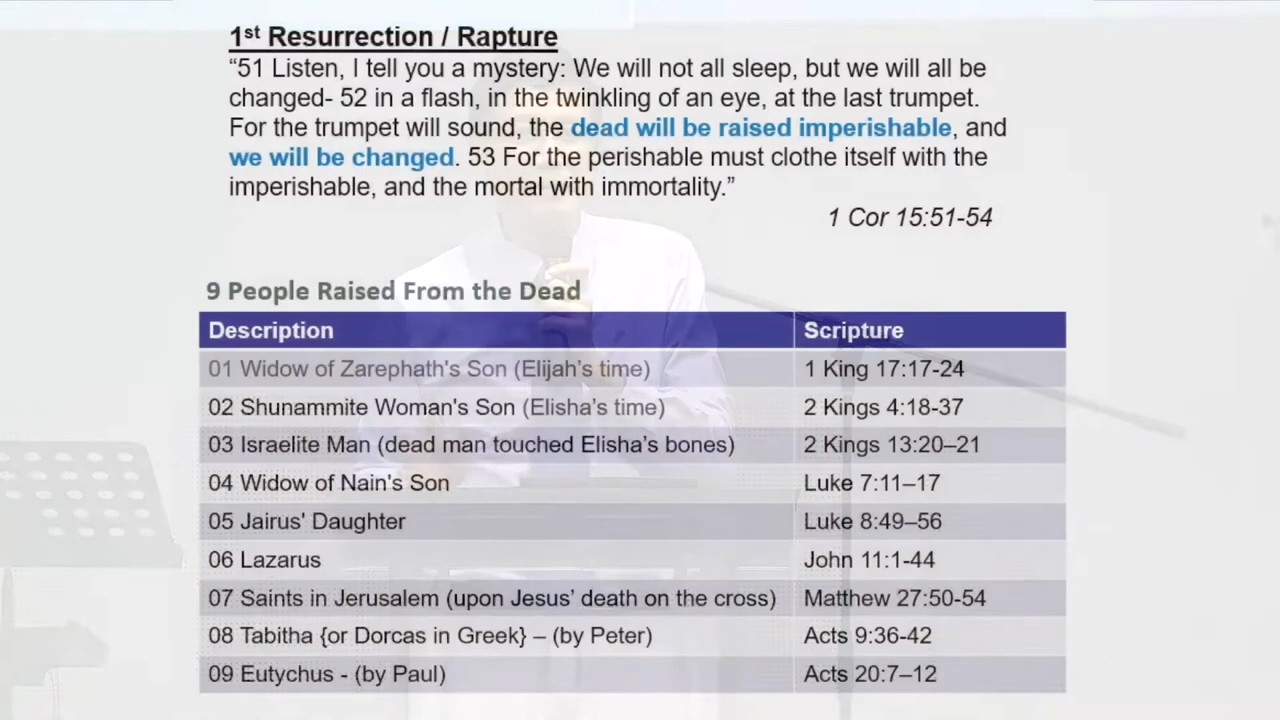 1st Resurrection / Rapture
“51 Listen, I tell you a mystery: We will not all sleep, but we will all be
changed- 52 in a flash, in the twinkling of an eye, at the last trumpet.
For the trumpet will sound, the dead will be raised imperishable, and
we will be changed. 53 For the perishable must clothe itself with the
imperishable, and the mortal with immortality.”
1 Cor 15:51-54
9 People Raised From the Dead
Description Scripture
01 Widow of Zarephath's Son (Elijah’s time) 1 King 17:17-24
02 Shunammite Woman's Son (Elisha’s time) 2 Kings 4:18-37
03 Israelite Man (dead man touched Elisha’s bones) 2 Kings 13:20–21
04 Widow of Nain's Son Luke 7:11–17
05 Jairus' Daughter Luke 8:49–56
06 Lazarus John 11:1-44
07 Saints in Jerusalem (upon Jesus’ death on the cross) Matthew 27:50-54
08 Tabitha {or Dorcas in Greek} – (by Peter) Acts 9:36-42
09 Eutychus - (by Paul) Acts 20:7–12